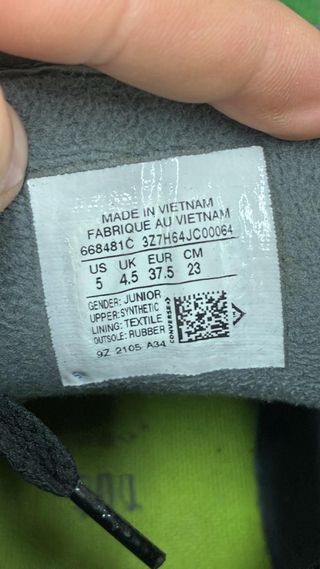 MADE IN VIETNAM
FABRIQUE AU VIETNAM
668481C 3Z7H64JC00064
US UK EUR CM
5 4.5 37.5 23
GENDER: JUNIOR
UPPER: SYNTHETIC
LINING: TEXTILE
OUTSOLE: RUBBER
CONVERSE
9Z 2105 A34